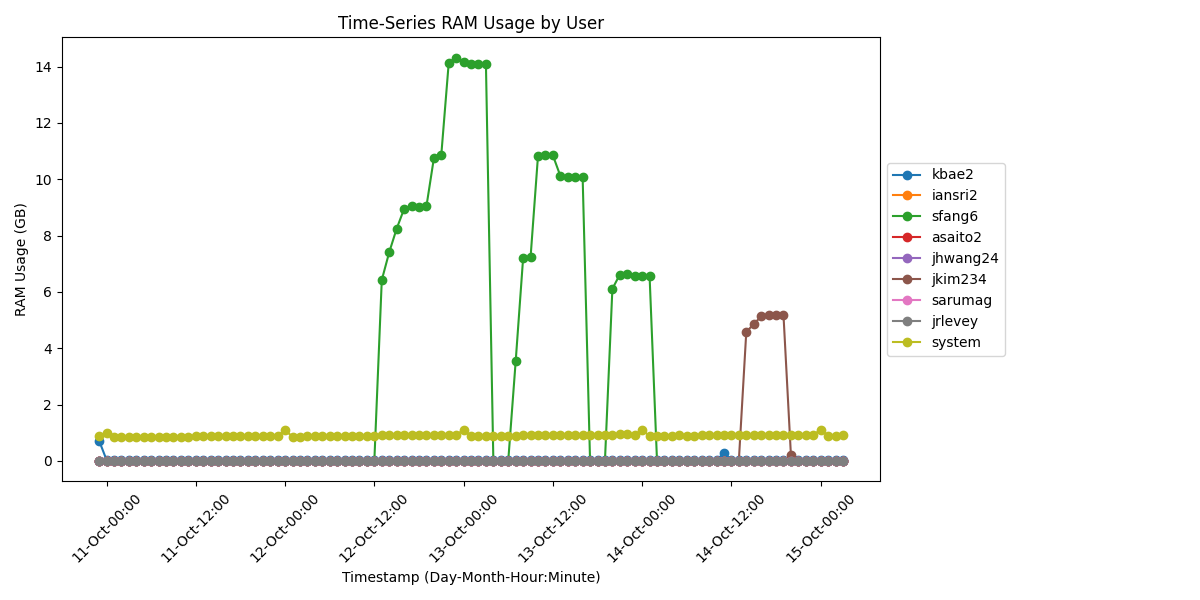 Time-Series RAM Usage by User
RAM Usage (GB)
14
12
10
8
6
4
2
0
11-Oct-00:00
11-Oct-12:00
12-Oct-00:00
12-Oct-12:00
13-Oct-00:00
13-Oct-12:00
14-Oct-00:00
14-Oct-12:00
15-Oct-00:00
Timestamp (Day-Month-Hour:Minute)
kbae2
iansri2
sfang6
asaito2
jhwang24
jkim234
sarumag
jrlevey
system